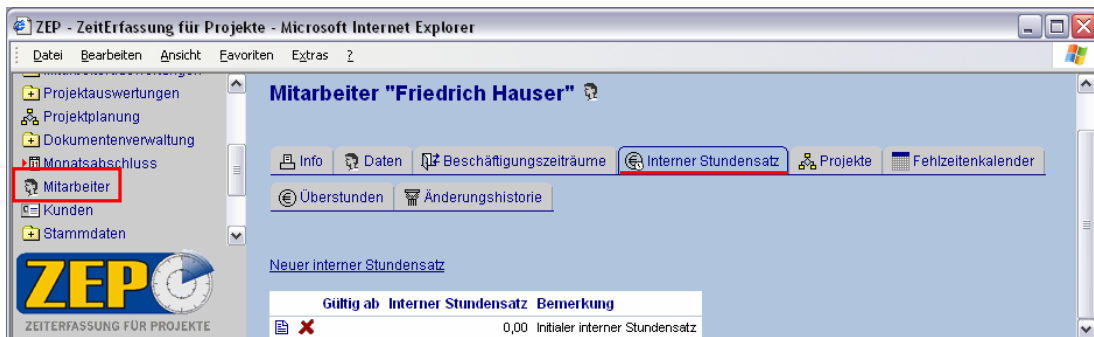 ZEP - ZeitErfassung für Projekte - Microsoft Internet Explorer
Datei Bearbeiten Ansicht Favoriten Extras ?
Projektauswertungen
Projektplanung
Dokumentenverwaltung
Monatsabschluss
Mitarbeiter
Kunden
Stammdaten
ZEP
ZEITERFASSUNG FÜR PROJEKTE
Mitarbeiter "Friedrich Hauser"
Info Daten Beschäftigungszeiträume Interner Stundensatz Projekte Fehlzeitenkalender
Überstunden Änderungshistorie
Neuer interner Stundensatz
Gültig ab Interner Stundensatz Bemerkung
0,00 Initialer interner Stundensatz